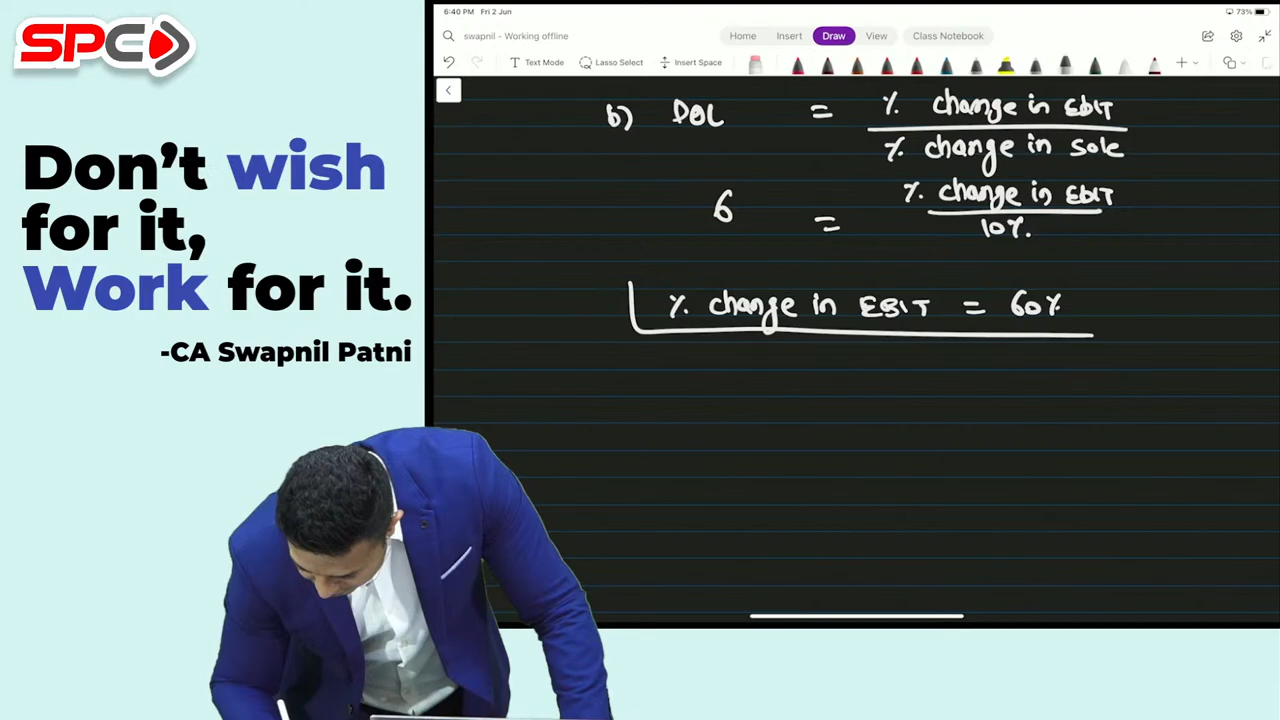 SPC
Don't wish
for it,
Work for it.
-CA Swapnil Patni
6:40 PM Fri 2 Jun
73%
swapnil - Working offline
Home Insert Draw View Class Notebook
Text Mode Lasso Select Insert Space
b) DOL = % change in EBIT
% change in sale
6 = % change in EBIT
10%.
% change in EBIT = 60%